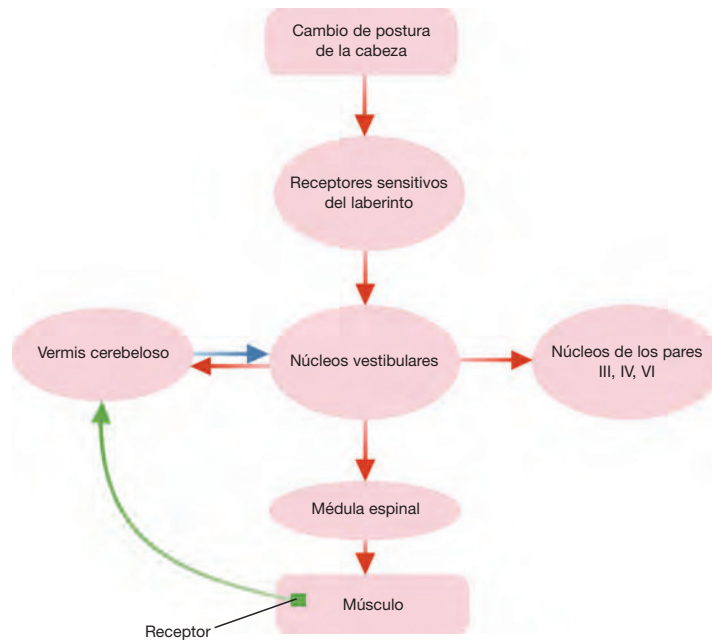 Cambio de postura
de la cabeza
Receptores sensitivos
del laberinto
Vermis cerebeloso
Núcleos vestibulares
Núcleos de los pares
III, IV, VI
Médula espinal
Músculo
Receptor